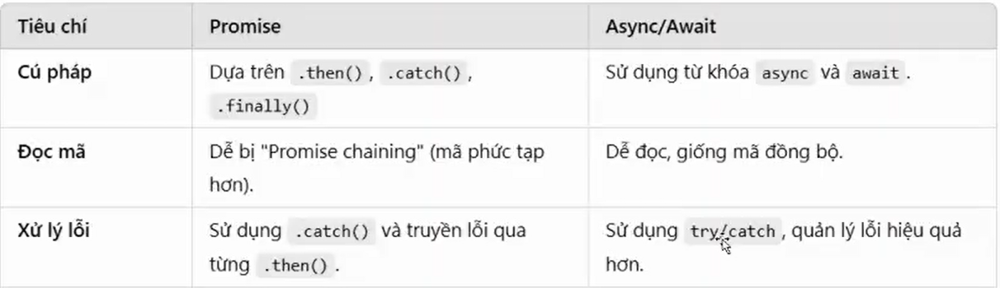 Tiêu chí Promise Async/Await
Cú pháp Dựa trên .then(), .catch(), Sử dụng từ khóa async và await.
.finally()
Đọc mã Dễ bị "Promise chaining" (mã phức tạp Dễ đọc, giống mã đồng bộ.
hơn).
Xử lý lỗi Sử dụng .catch() và truyền lỗi qua Sử dụng try/catch, quản lý lỗi hiệu quả
từng .then(). hơn.